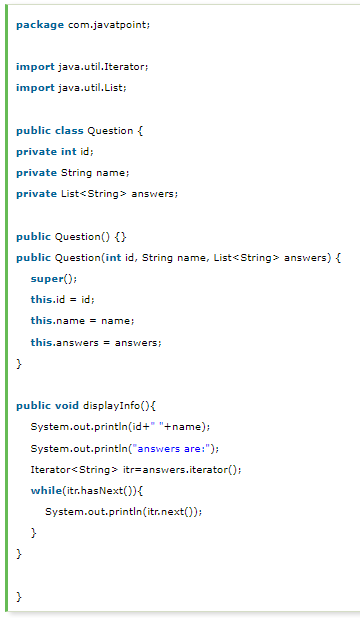 package com.javatpoint;
import java.util.Iterator;
import java.util.List;
public class Question {
private int id;
private String name;
private List<String> answers;
public Question() {}
public Question(int id, String name, List<String> answers) {
super();
this.id = id;
this.name = name;
this.answers = answers;
}
public void displayInfo(){
System.out.println(id+" "+name);
System.out.println("answers are:");
Iterator<String> itr=answers.iterator();
while(itr.hasNext()){
System.out.println(itr.next());
}
}
}